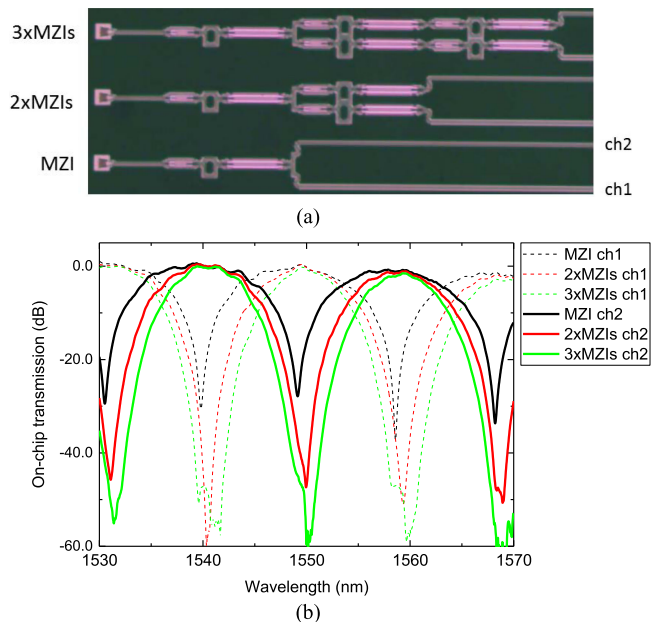 3xMZIs
2xMZIs
MZI
ch2
ch1
(a)
0.0
-20.0
-40.0
-60.0
On-chip transmission (dB)
1530
1540
1550
1560
1570
Wavelength (nm)
MZI ch1
2xMZIs ch1
3xMZIs ch1
MZI ch2
2xMZIs ch2
3xMZIs ch2
(b)